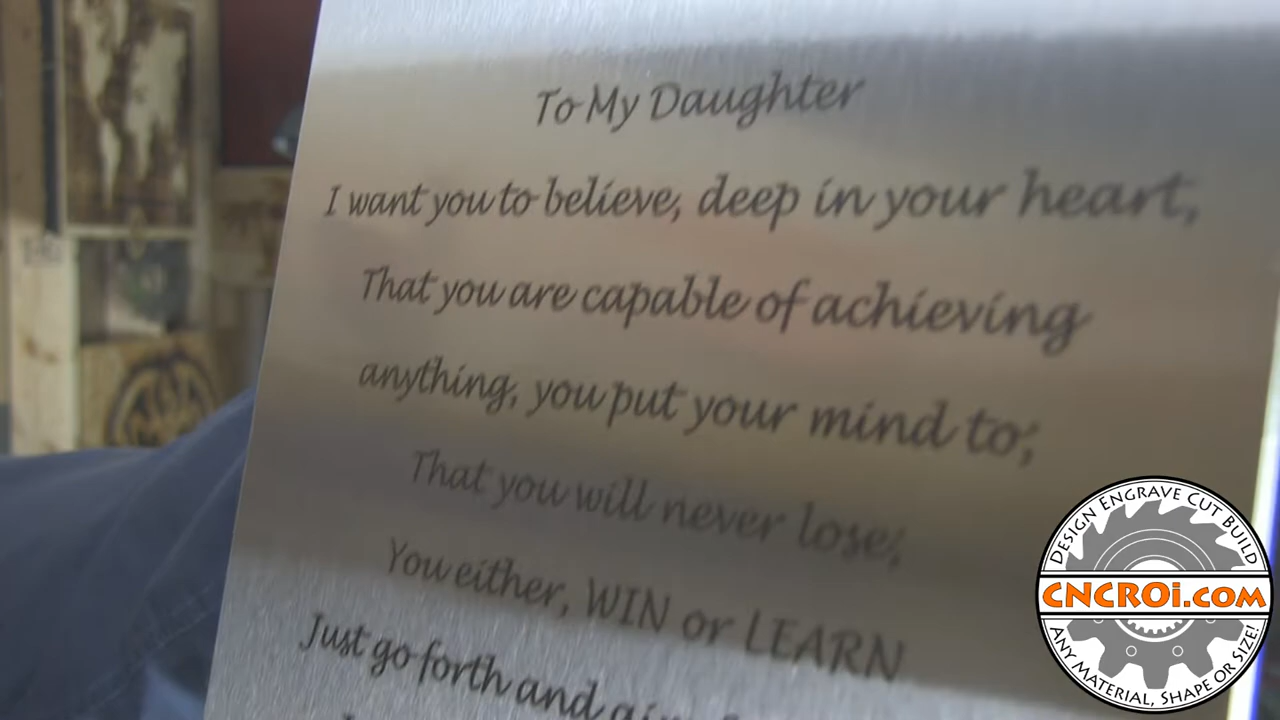 To My Daughter
I want you to believe, deep in your heart,
That you are capable of achieving
anything, you put your mind to;
That you will never lose;
You either, WIN or LEARN
Just go forth and aim
DESIGN ENGRAVE CUT BUILD
CNCROi.COM
ANY MATERIAL, SHAPE OR SIZE!